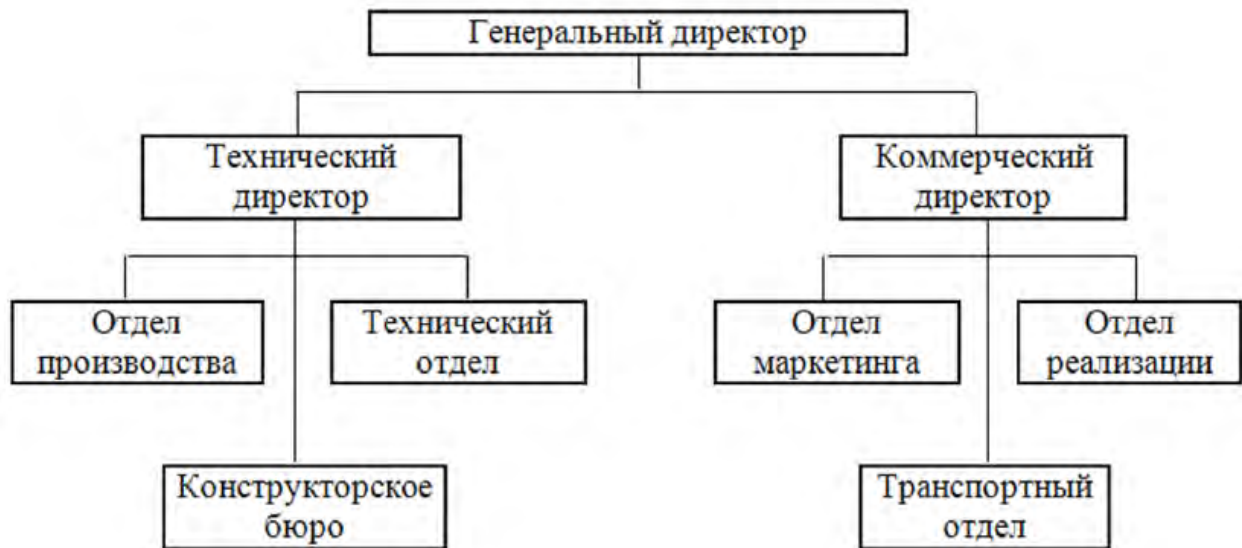 Генеральный директор
Технический
директор
Коммерческий
директор
Отдел
производства
Технический
отдел
Отдел
маркетинга
Отдел
реализации
Конструкторское
бюро
Транспортный
отдел